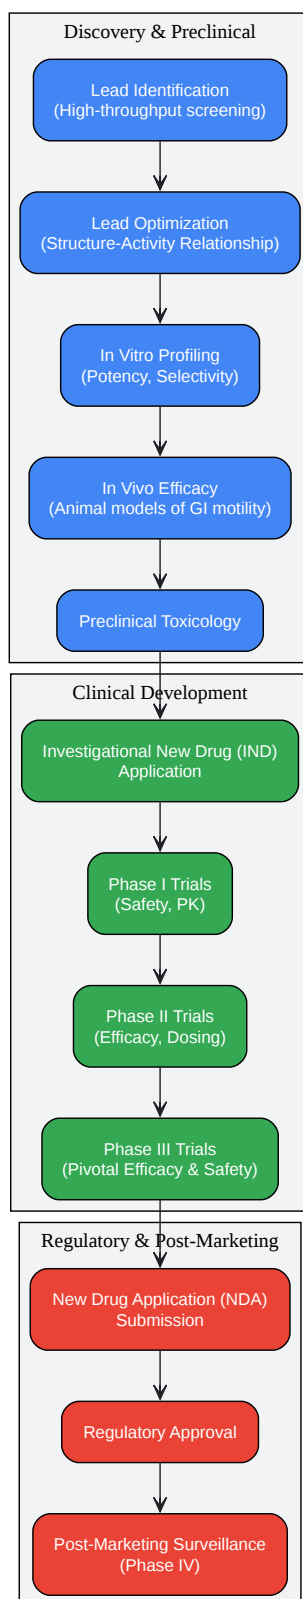 Discovery & Preclinical
Lead Identification
(High-throughput screening)
Lead Optimization
(Structure-Activity Relationship)
In Vitro Profiling
(Potency, Selectivity)
In Vivo Efficacy
(Animal models of GI motility)
Preclinical Toxicology
Clinical Development
Investigational New Drug (IND)
Application
Phase I Trials
(Safety, PK)
Phase II Trials
(Efficacy, Dosing)
Phase III Trials
(Pivotal Efficacy & Safety)
Regulatory & Post-Marketing
New Drug Application (NDA)
Submission
Regulatory Approval
Post-Marketing Surveillance
(Phase IV)